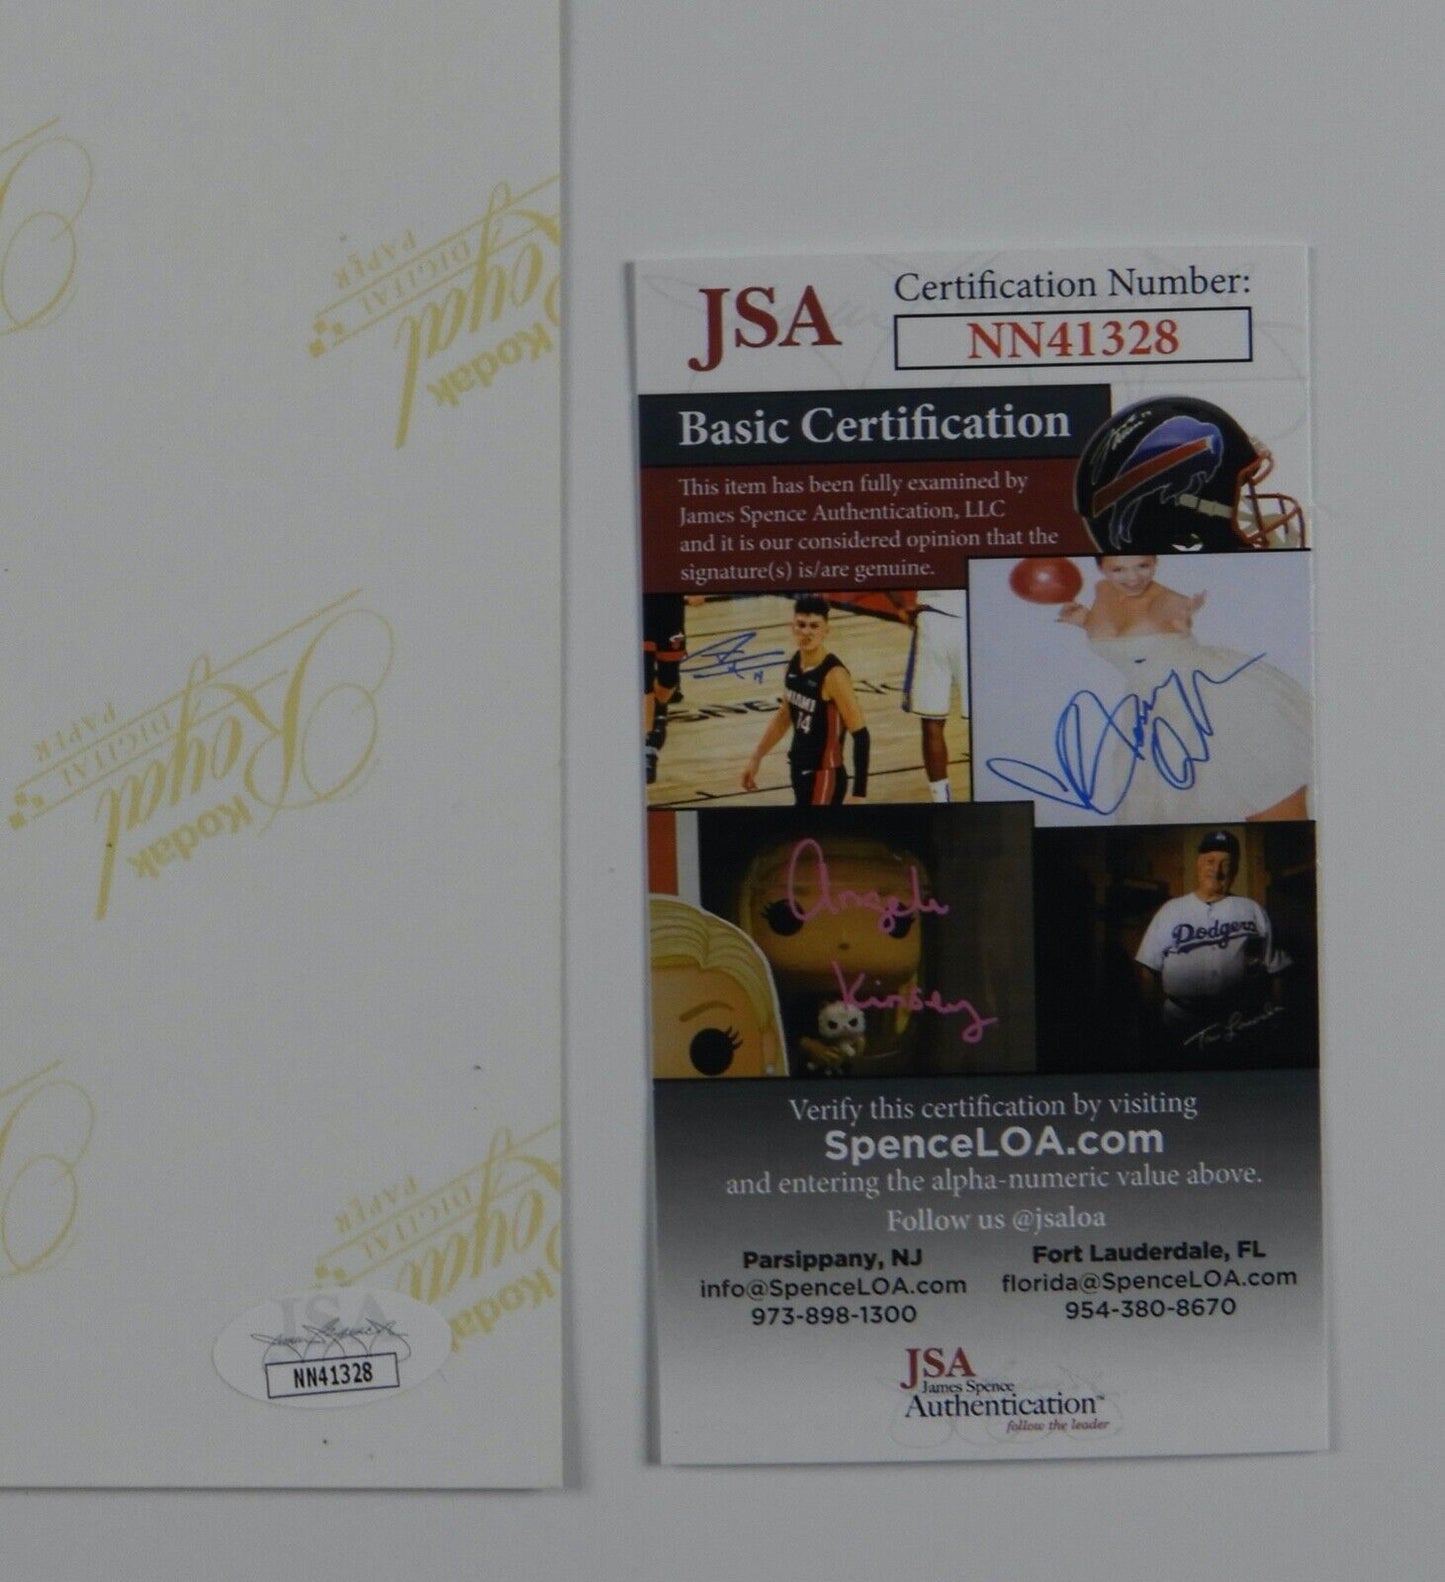 Kodak
Royal
DIGITAL
PAPER
Kodak
Royal
DIGITAL
PAPER
Kodak
Royal
DIGITAL
PAPER
JSA
NN41328
JSA
Certification Number:
NN41328
Basic Certification
This item has been fully examined by
James Spence Authentication, LLC
and it is our considered opinion that the
signature(s) is/are genuine.
MIAMI
14
Angela
Kinsey
Dodgers
Verify this certification by visiting
SpenceLOA.com
and entering the alpha-numeric value above.
Follow us @jsaloa
Parsippany, NJ
info@SpenceLOA.com
973-898-1300
Fort Lauderdale, FL
florida@SpenceLOA.com
954-380-8670
JSA
James Spence
Authentication™
follow the leader